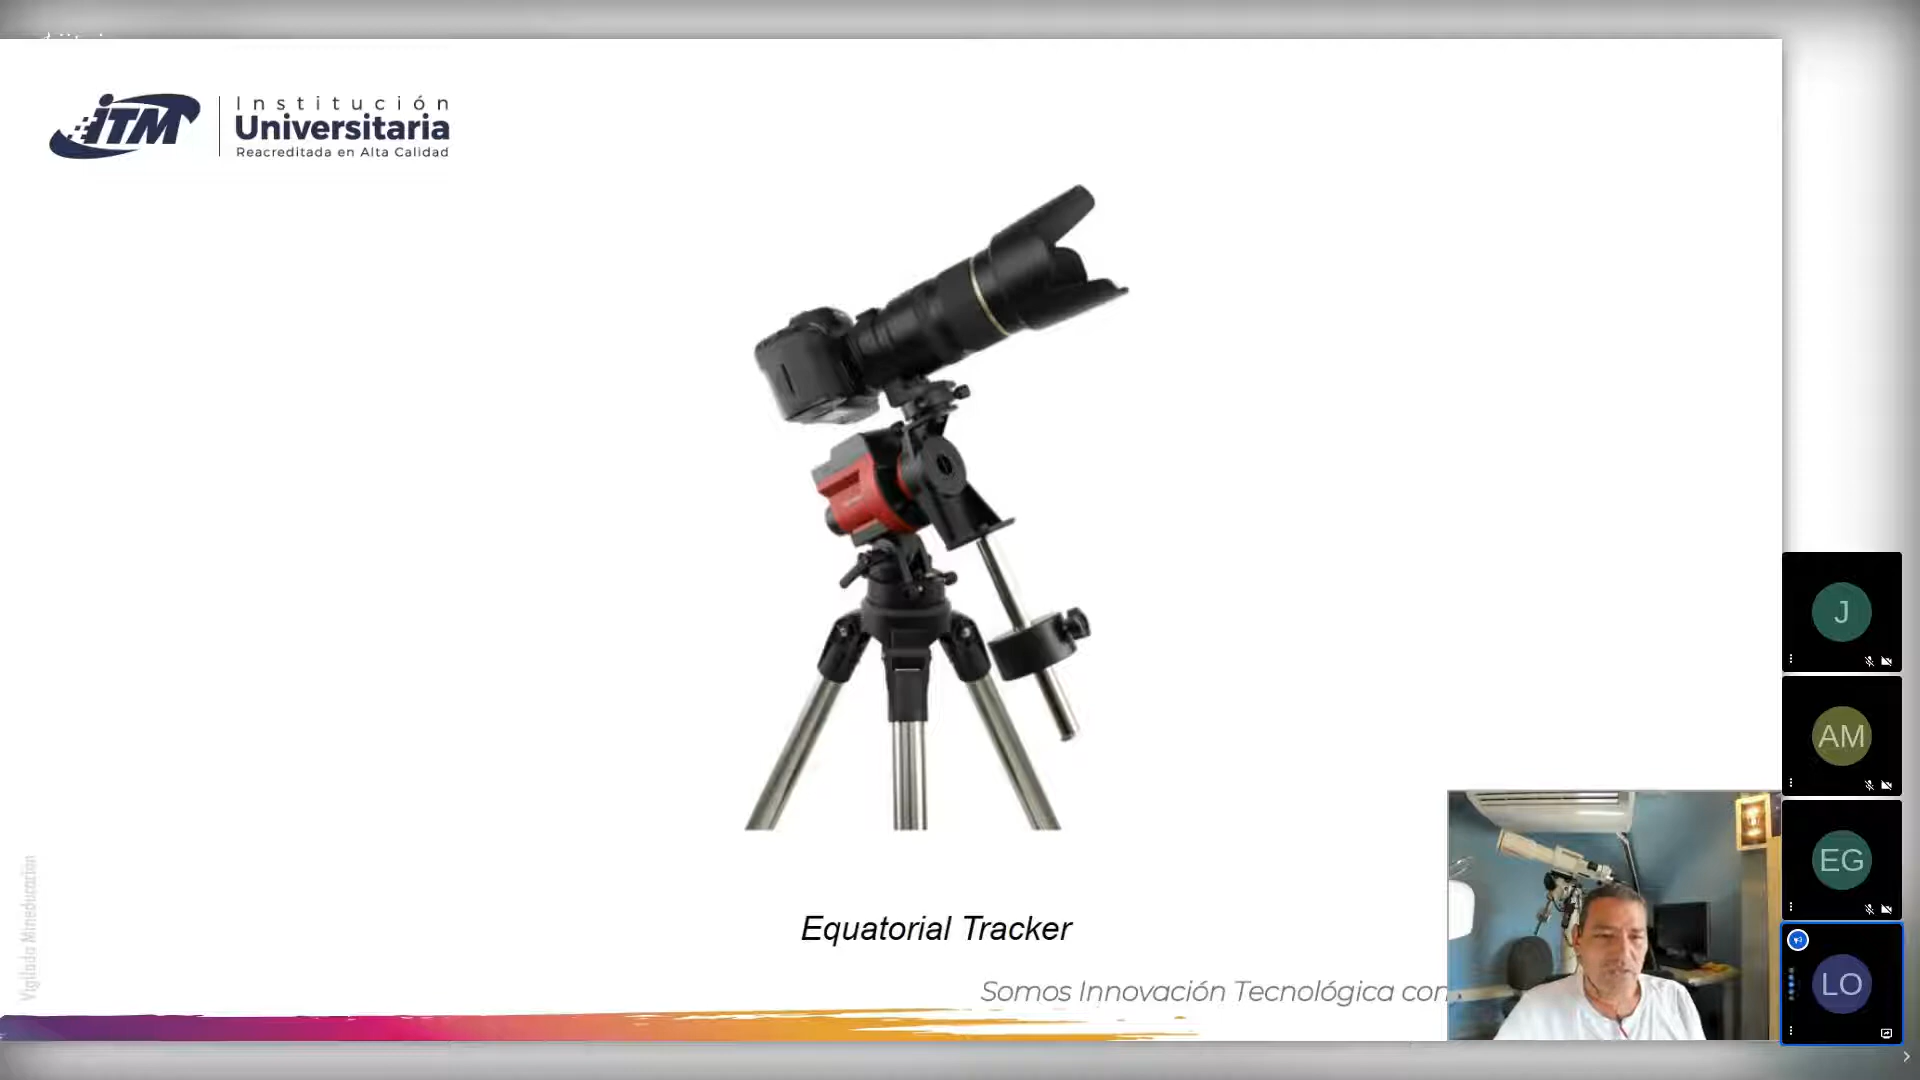 iTM
Institución
Universitaria
Reacreditada en Alta Calidad
Equatorial Tracker
Somos Innovación Tecnológica con
Vigilada Mineducación
J
AM
EG
LO